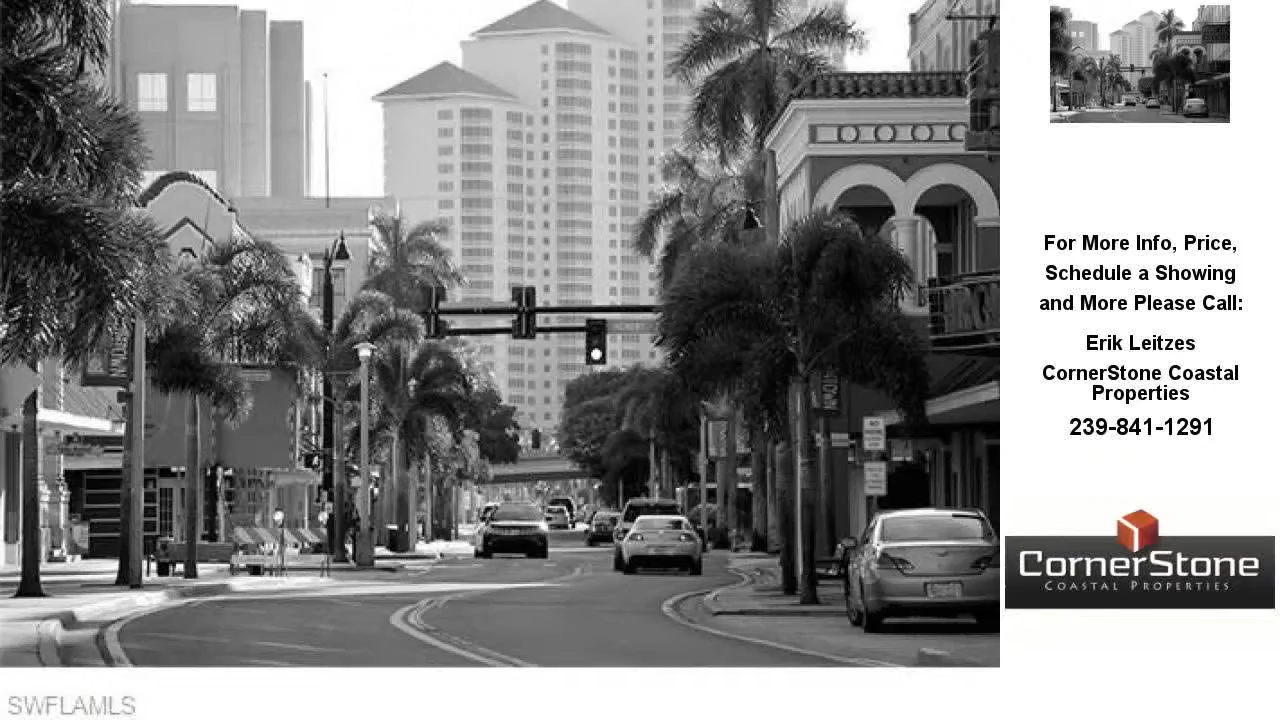 For More Info, Price,
Schedule a Showing
and More Please Call:
Erik Leitzes
CornerStone Coastal
Properties
239-841-1291
CORNERSTONE
COASTAL PROPERTIES
SWFLAMLS